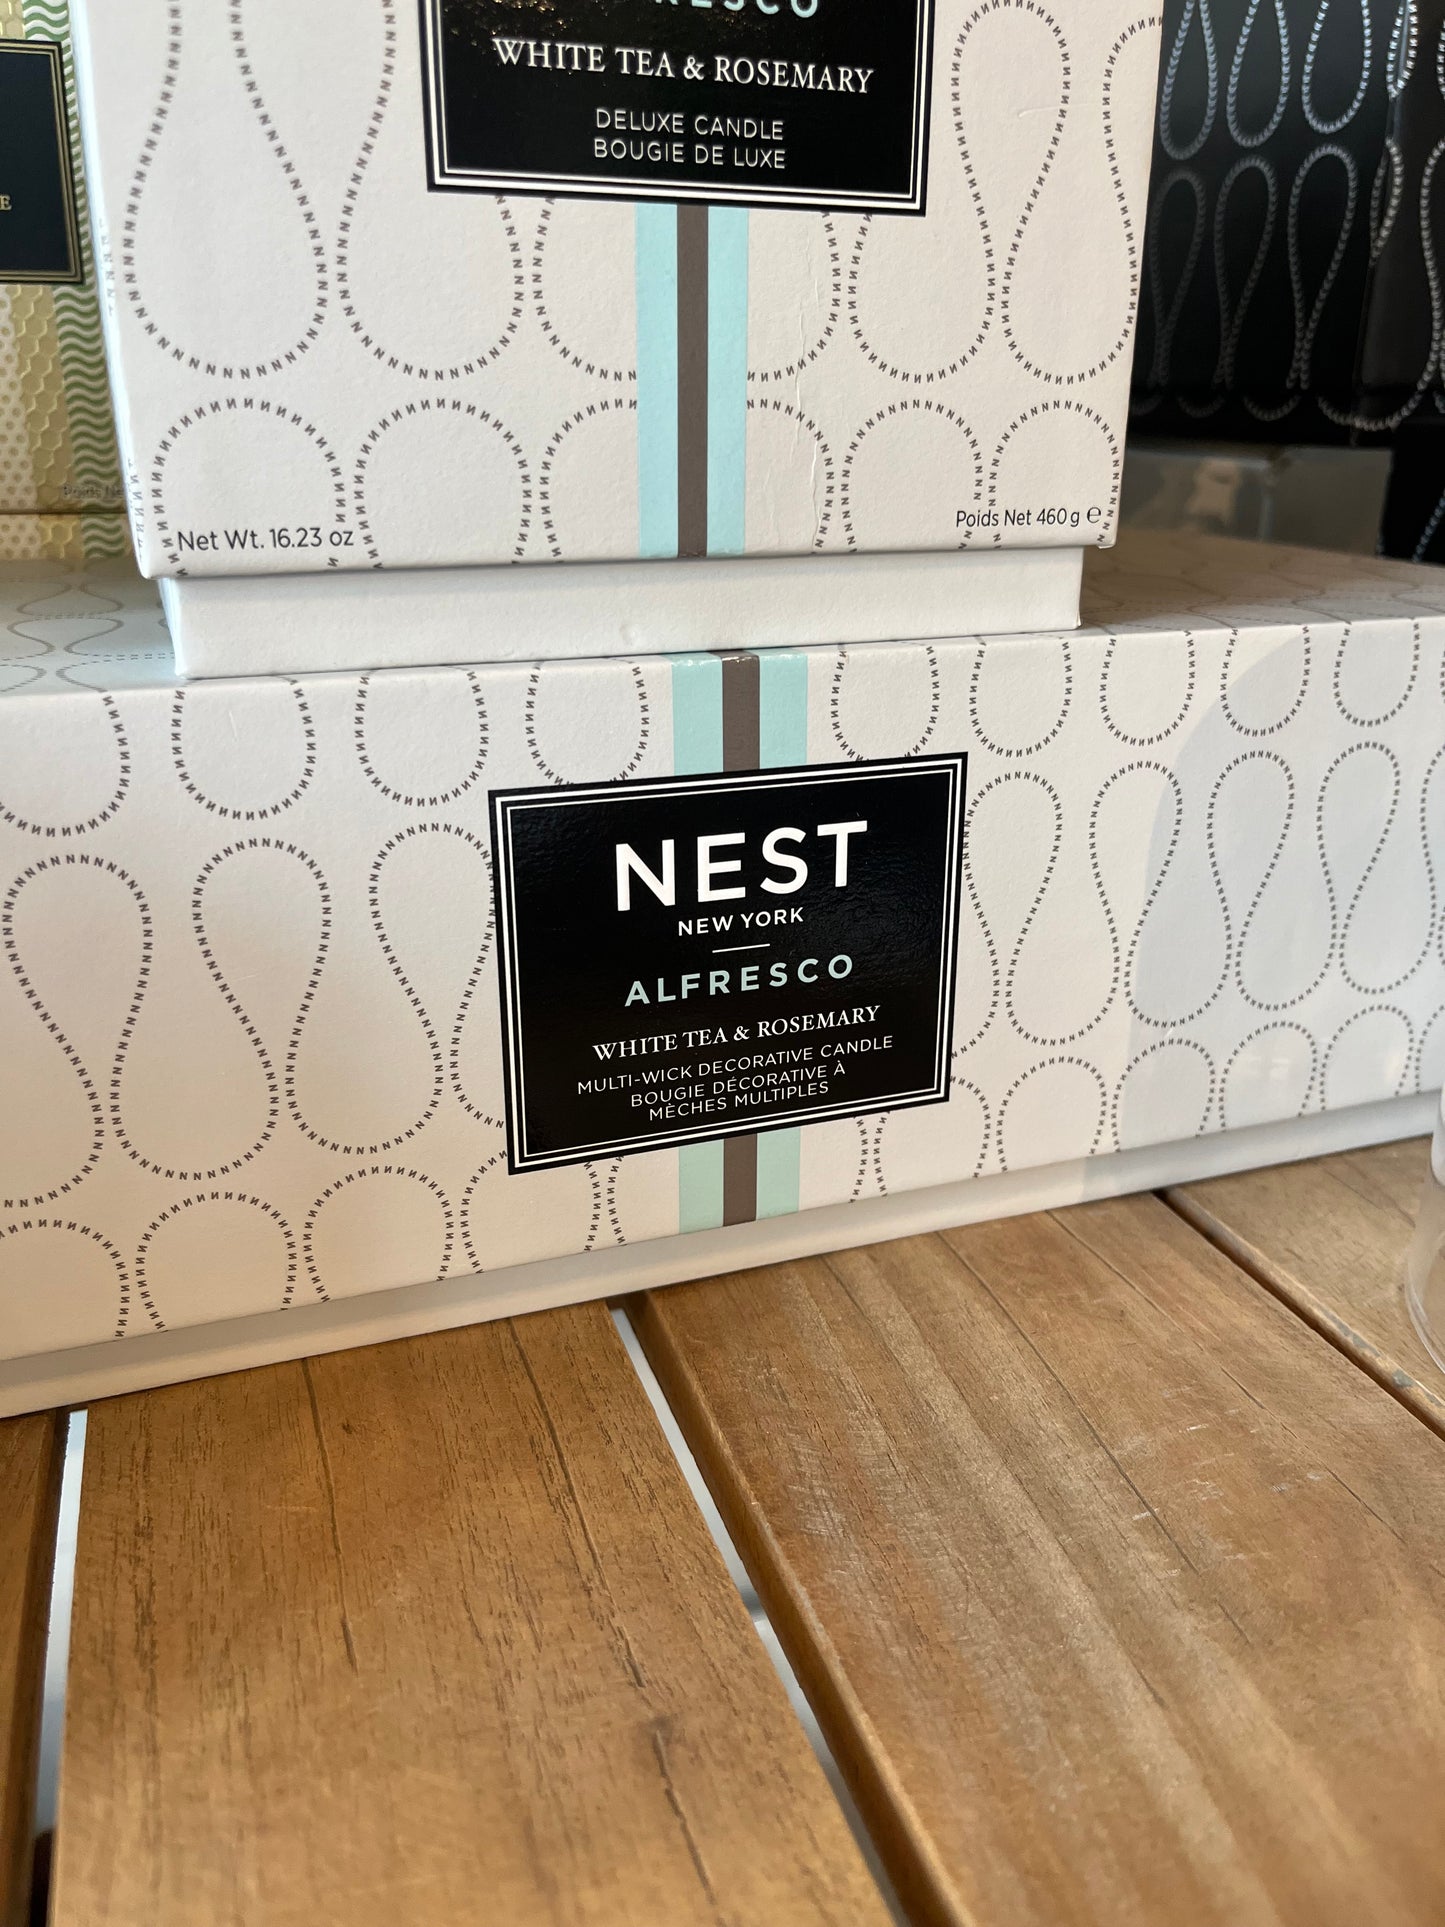 WHITE TEA & ROSEMARY
DELUXE CANDLE
BOUGIE DE LUXE
Net Wt. 16.23 oz
Poids Net 460 g ℮
NEST
NEW YORK
ALFRESCO
WHITE TEA & ROSEMARY
MULTI-WICK DECORATIVE CANDLE
BOUGIE DÉCORATIVE À
MÈCHES MULTIPLES